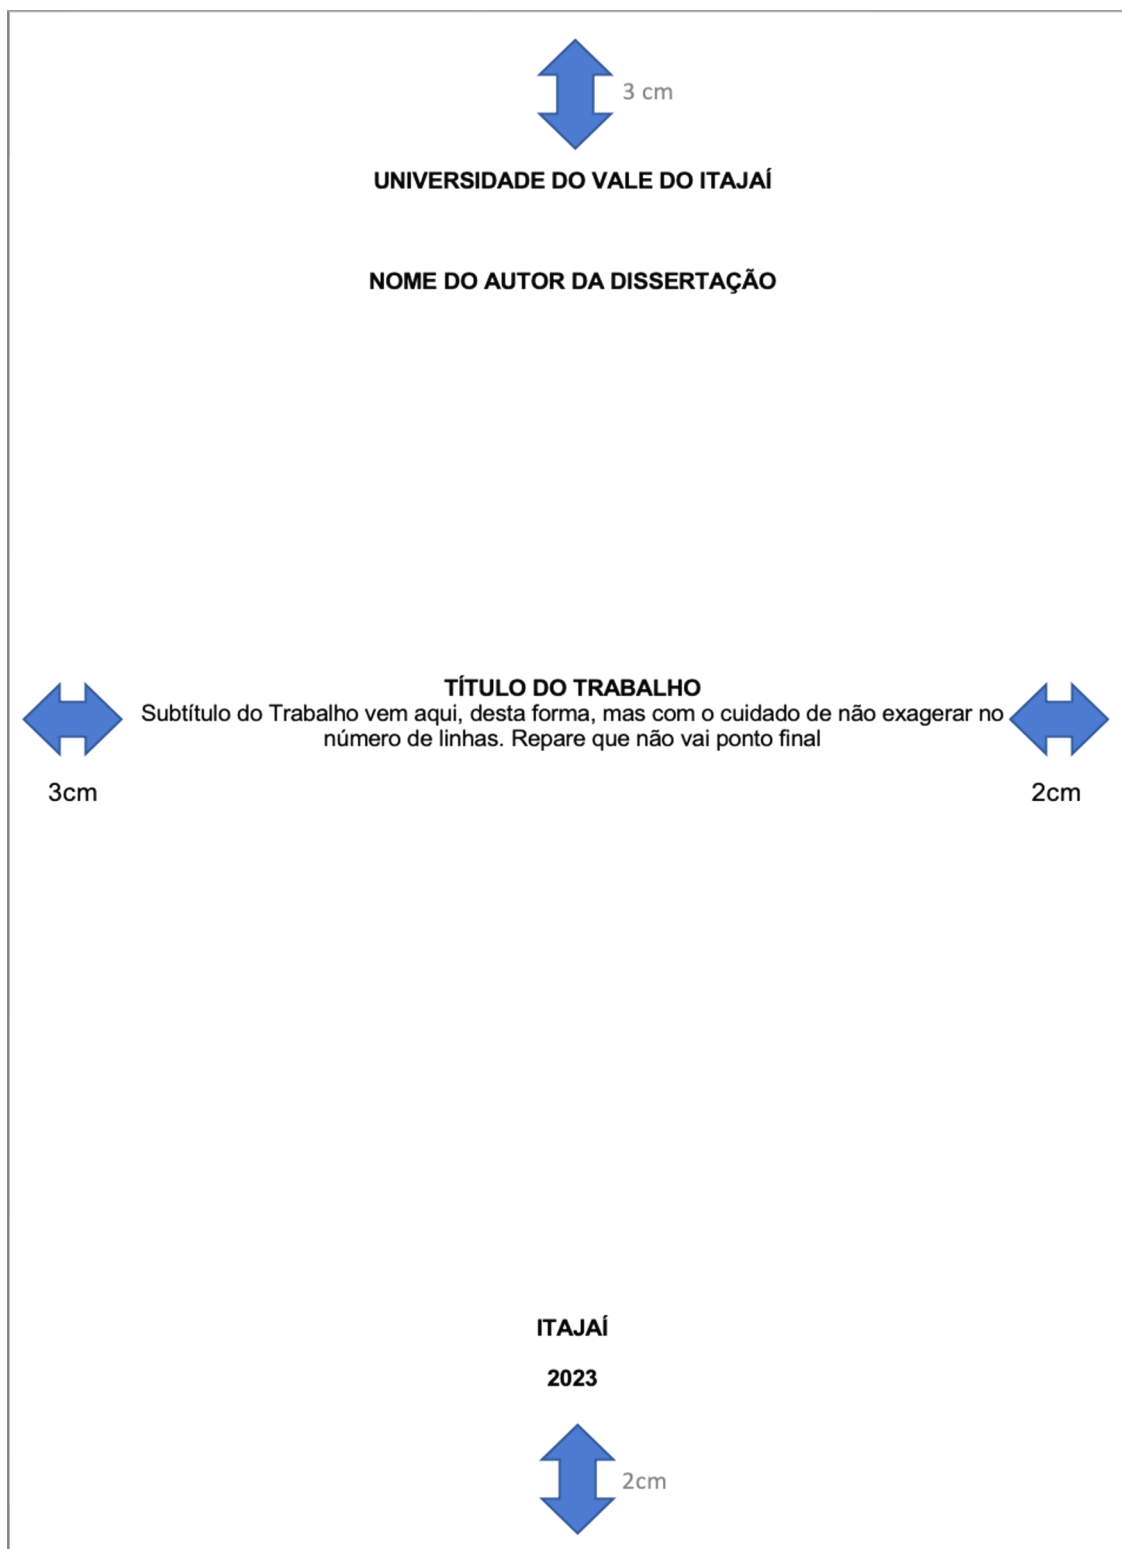 3 cm
UNIVERSIDADE DO VALE DO ITAJAÍ
NOME DO AUTOR DA DISSERTAÇÃO
TÍTULO DO TRABALHO
Subtítulo do Trabalho vem aqui, desta forma, mas com o cuidado de não exagerar no
número de linhas. Repare que não vai ponto final
3cm
2cm
ITAJAÍ
2023
2cm